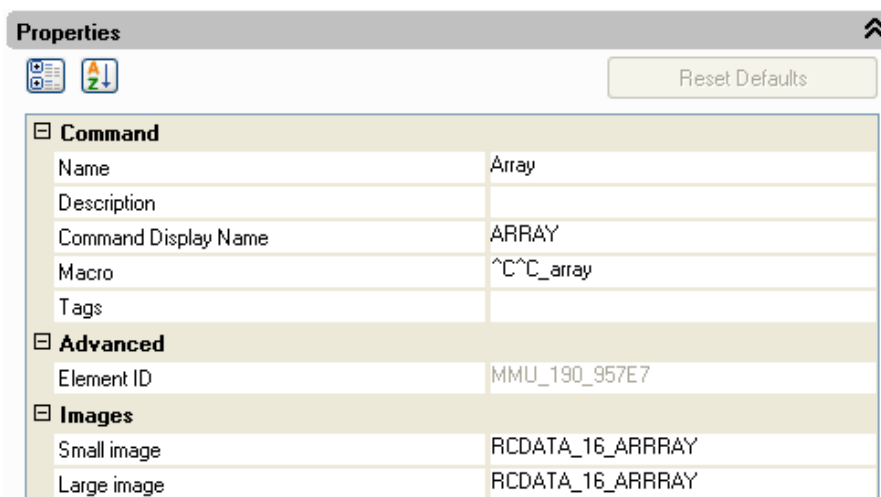 Properties
Reset Defaults
Command
Name Array
Description
Command Display Name ARRAY
Macro ^C^C_array
Tags
Advanced
Element ID MMU_190_957E7
Images
Small image RCDATA_16_ARRRAY
Large image RCDATA_16_ARRRAY